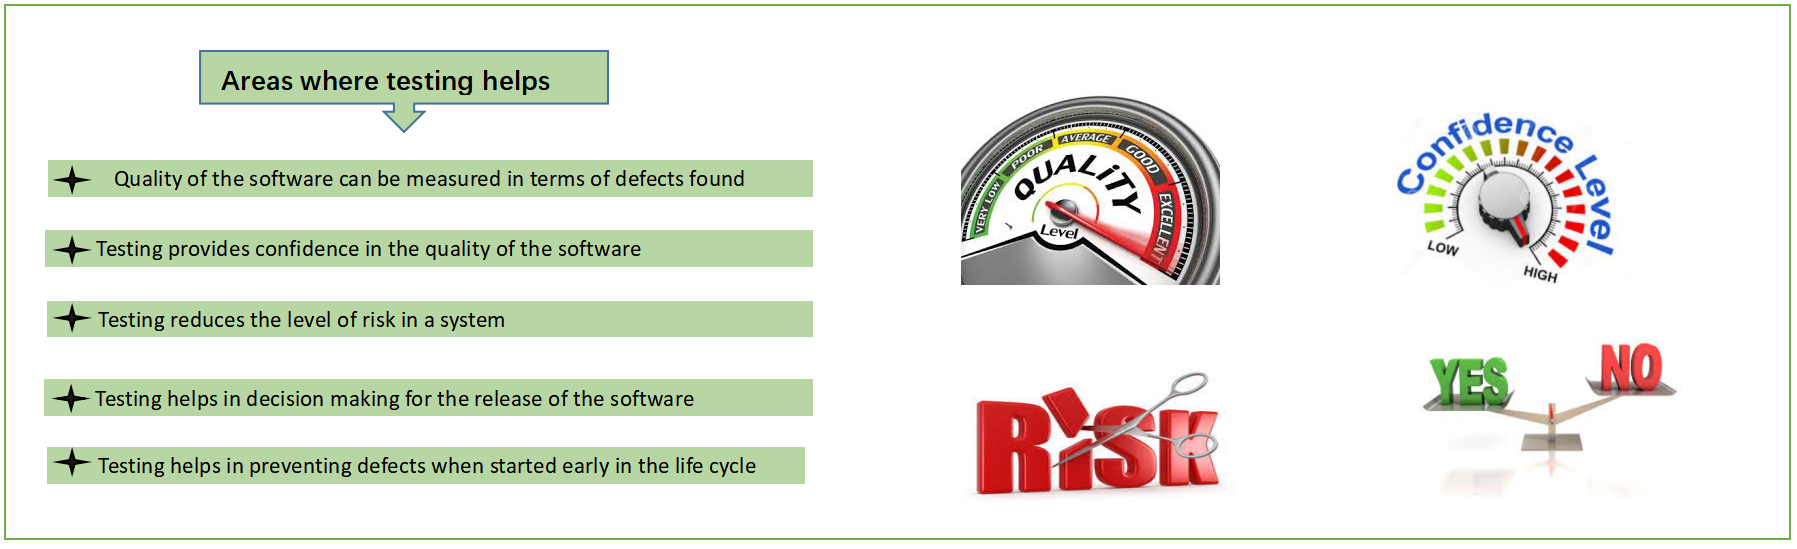 Areas where testing helps
Quality of the software can be measured in terms of defects found
Testing provides confidence in the quality of the software
Testing reduces the level of risk in a system
Testing helps in decision making for the release of the software
Testing helps in preventing defects when started early in the life cycle
VERY LOW
POOR
AVERAGE
GOOD
EXCELLENT
QUALiTY
Level
Confidence Level
LOW
HIGH
RiSK
YES
NO